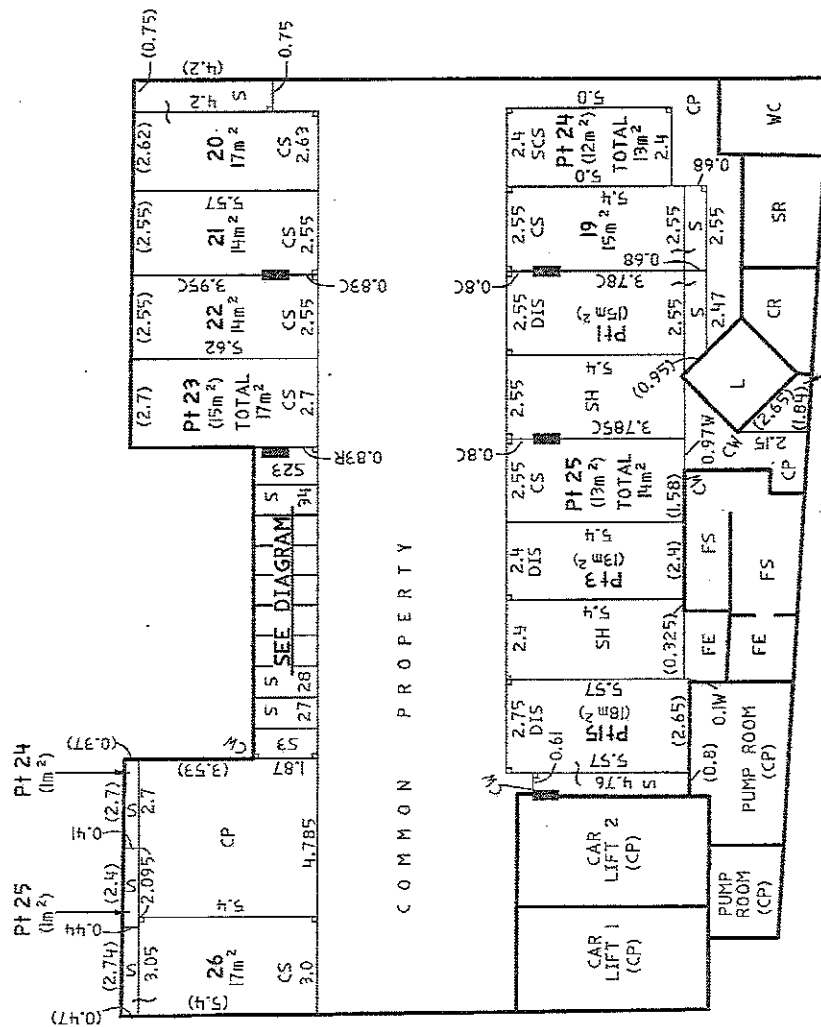 Pt 24
(1m²)
Pt 25
(1m²)
(0.37)
(2.7)
S
2.7
0.41
(2.4)
S
2.095
0.44
(2.74)
S
3.05
(0.47)
26
17m²
CS
3.0
(5.4)
5.4
CP
4.785
(3.53)
1.87
CW
S3
27
S
28
S
SEE DIAGRAM
34
S
S23
0.83R
(2.7)
Pt 23
(15m²)
TOTAL
17m²
CS
2.7
5.62
(2.55)
22
14m²
CS
2.55
3.95C
0.83C
(2.55)
21
14m²
CS
2.55
5.57
(2.62)
20
17m²
CS
2.63
S
4.2
(4.2)
(0.75)
0.75
COMMON PROPERTY
5.0
2.4
SCS
Pt 24
(12m²)
TOTAL
13m²
2.4
5.0
CP
WC
0.68
2.55
CS
5.4
19
15m²
2.55
S
2.55
0.68
0.8C
3.78C
2.55
DIS
Pt1
(15m²)
2.55
S
2.47
SR
CR
5.4
2.55
SH
(0.95)
L
(2.65)
(1.84)
3.785C
0.8C
2.55
CS
Pt 25
(13m²)
TOTAL
14m²
(1.58)
0.97W
CW
CW
2.15
CP
5.4
2.4
DIS
Pt3
(13m²)
(2.4)
FS
FS
5.4
2.4
SH
(0.325)
FE
FE
5.57
2.75
DIS
Pt15
(18m²)
(2.65)
0.1W
5.57
0.61
CW
S
4.76
(0.8)
PUMP ROOM
(CP)
CAR
LIFT 2
(CP)
CAR
LIFT 1
(CP)
PUMP
ROOM
(CP)